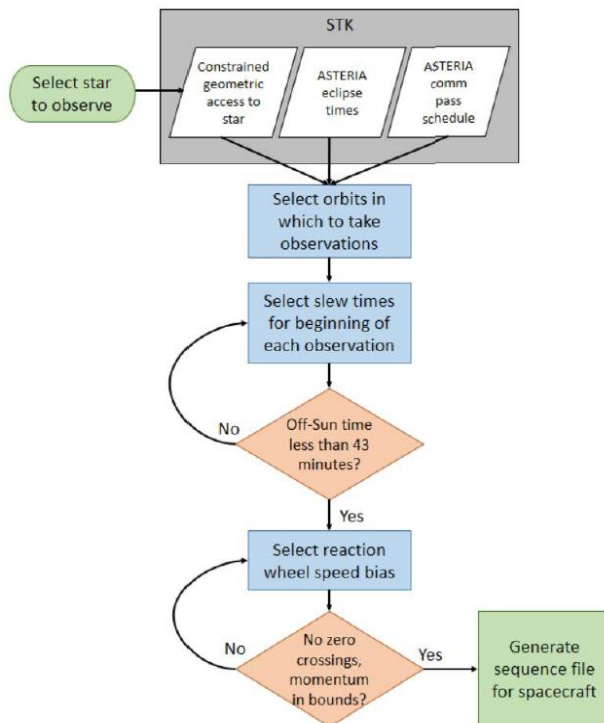 STK
Select star
to observe
Constrained
geometric
access to
star
ASTERIA
eclipse
times
ASTERIA
comm
pass
schedule
Select orbits in
which to take
observations
Select slew times
for beginning of
each observation
No
Off-Sun time
less than 43
minutes?
Yes
Select reaction
wheel speed bias
No
No zero
crossings,
momentum
in bounds?
Yes
Generate
sequence file
for spacecraft